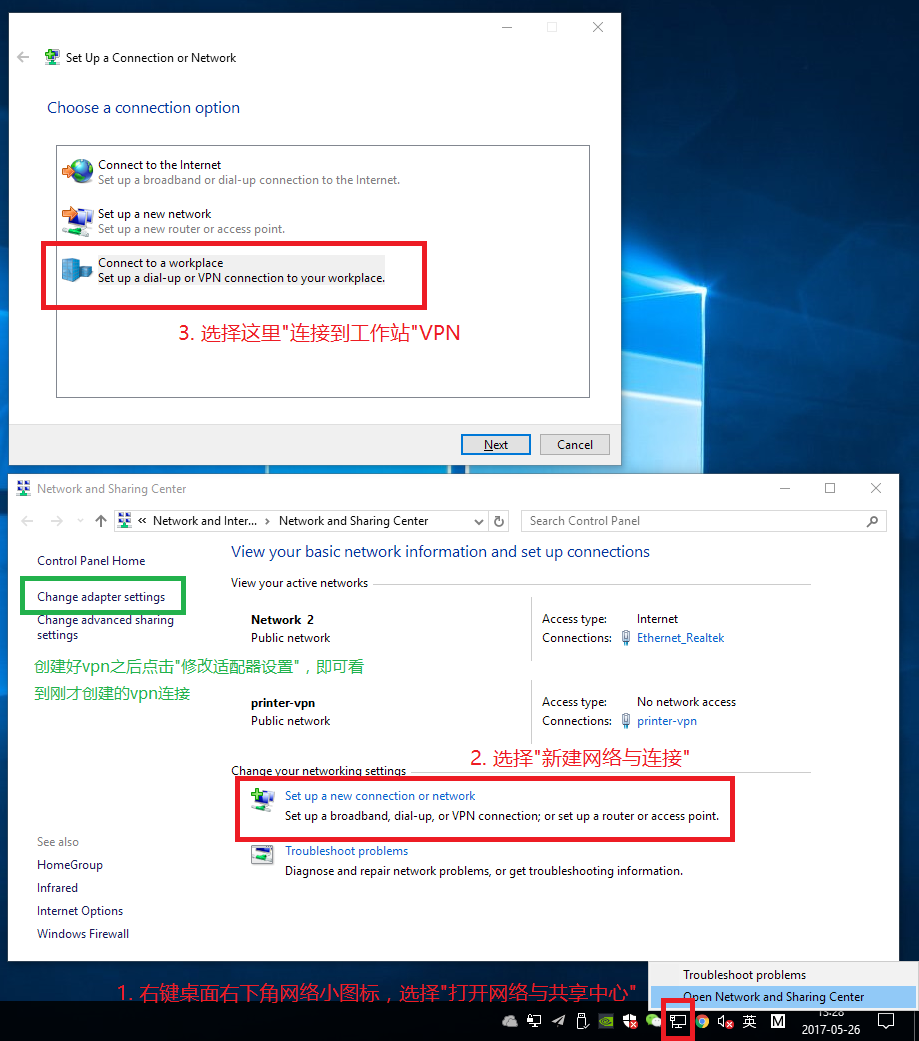 Set Up a Connection or Network
Choose a connection option
Connect to the Internet
Set up a broadband or dial-up connection to the Internet.
Set up a new network
Set up a new router or access point.
Connect to a workplace
Set up a dial-up or VPN connection to your workplace.
3. 选择这里"连接到工作站"VPN
Next
Cancel
Network and Sharing Center
« Network and Inter... › Network and Sharing Center
Search Control Panel
Control Panel Home
Change adapter settings
Change advanced sharing
settings
创建好vpn之后点击"修改适配器设置"，即可看
到刚才创建的vpn连接
See also
HomeGroup
Infrared
Internet Options
Windows Firewall
View your basic network information and set up connections
View your active networks
Network 2
Public network
Access type: Internet
Connections: Ethernet_Realtek
printer-vpn
Public network
Access type: No network access
Connections: printer-vpn
2. 选择"新建网络与连接"
Change your networking settings
Set up a new connection or network
Set up a broadband, dial-up, or VPN connection; or set up a router or access point.
Troubleshoot problems
Diagnose and repair network problems, or get troubleshooting information.
1. 右键桌面右下角网络小图标，选择"打开网络与共享中心"
Troubleshoot problems
Open Network and Sharing Center
英
M
13:28
2017-05-26